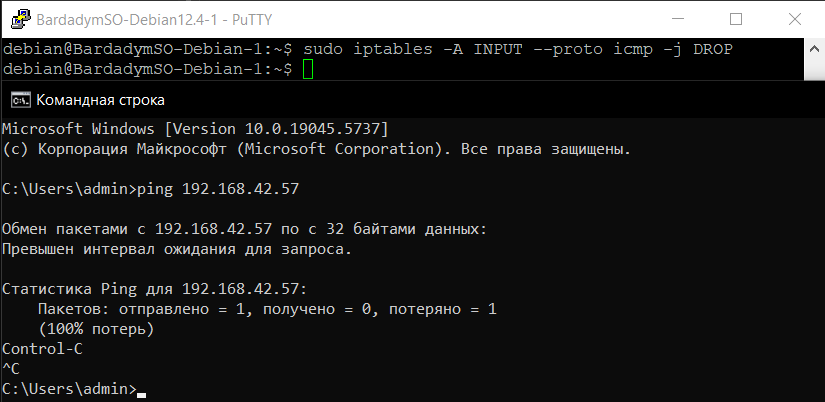 BardadymSO-Debian12.4-1 - PuTTY
debian@BardadymSO-Debian-1:~$ sudo iptables -A INPUT --proto icmp -j DROP
debian@BardadymSO-Debian-1:~$
Командная строка
Microsoft Windows [Version 10.0.19045.5737]
(c) Корпорация Майкрософт (Microsoft Corporation). Все права защищены.
C:\Users\admin>ping 192.168.42.57
Обмен пакетами с 192.168.42.57 по с 32 байтами данных:
Превышен интервал ожидания для запроса.
Статистика Ping для 192.168.42.57:
Пакетов: отправлено = 1, получено = 0, потеряно = 1
(100% потерь)
Control-C
^C
C:\Users\admin>